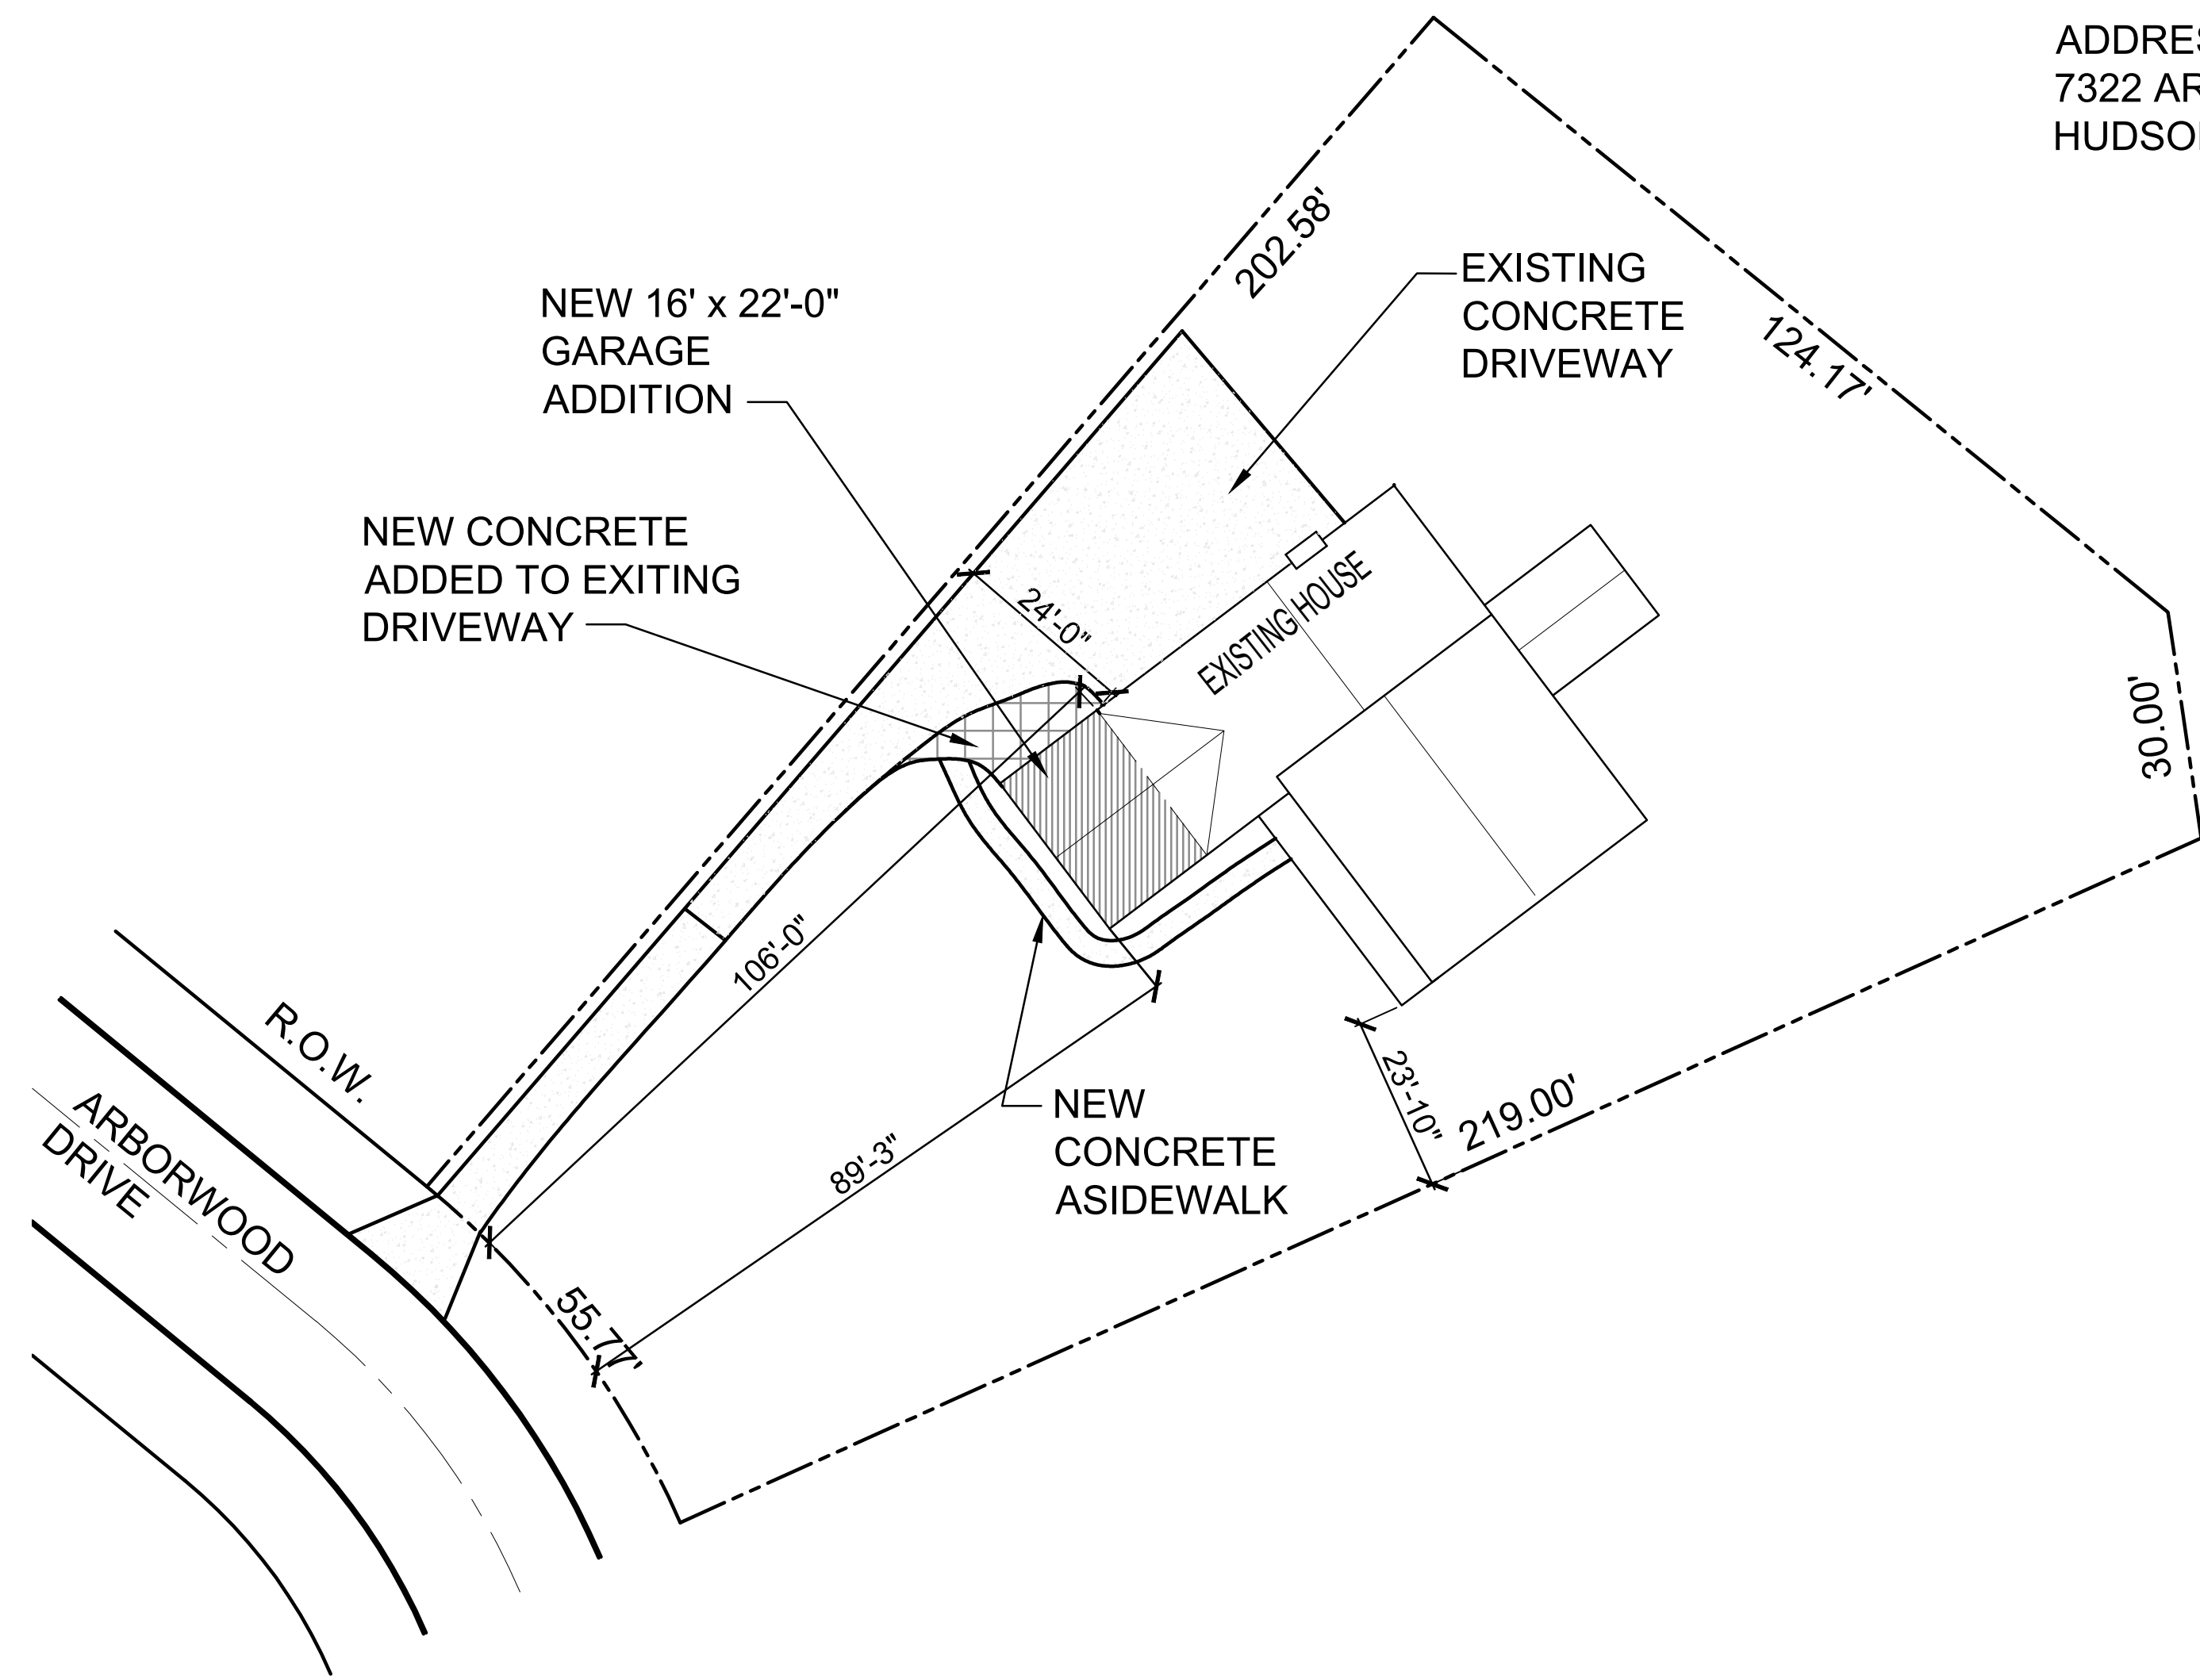 ADDRES
7322 AR
HUDSO
202.58'
EXISTING
CONCRETE
DRIVEWAY
124.17'
NEW 16' x 22'-0"
GARAGE
ADDITION
NEW CONCRETE
ADDED TO EXITING
DRIVEWAY
24'-0"
EXISTING HOUSE
30.00'
106'-0"
R.O.W.
ARBORWOOD
DRIVE
89'-3"
NEW
CONCRETE
ASIDEWALK
23'-10"
219.00'
55.77'